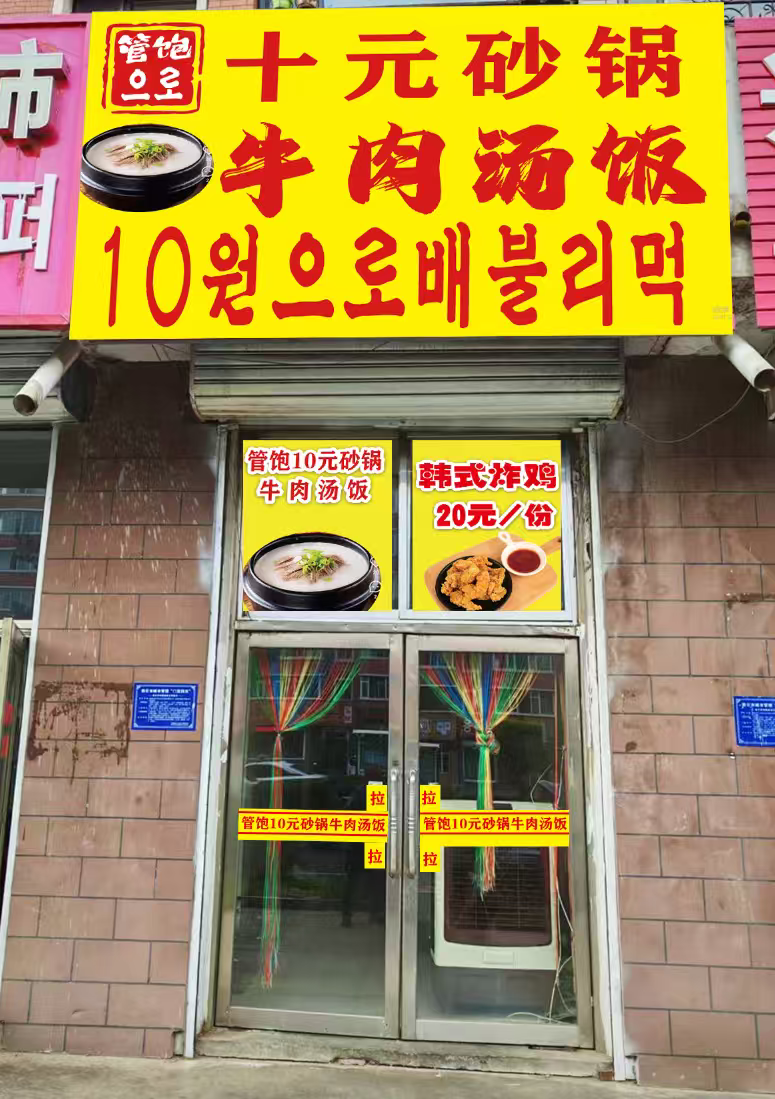 管饱
으로
十元砂锅
牛肉汤饭
10원으로배불리먹
管饱10元砂锅
牛肉汤饭
韩式炸鸡
20元/份
拉
拉
管饱10元砂锅牛肉汤饭
管饱10元砂锅牛肉汤饭
拉
拉